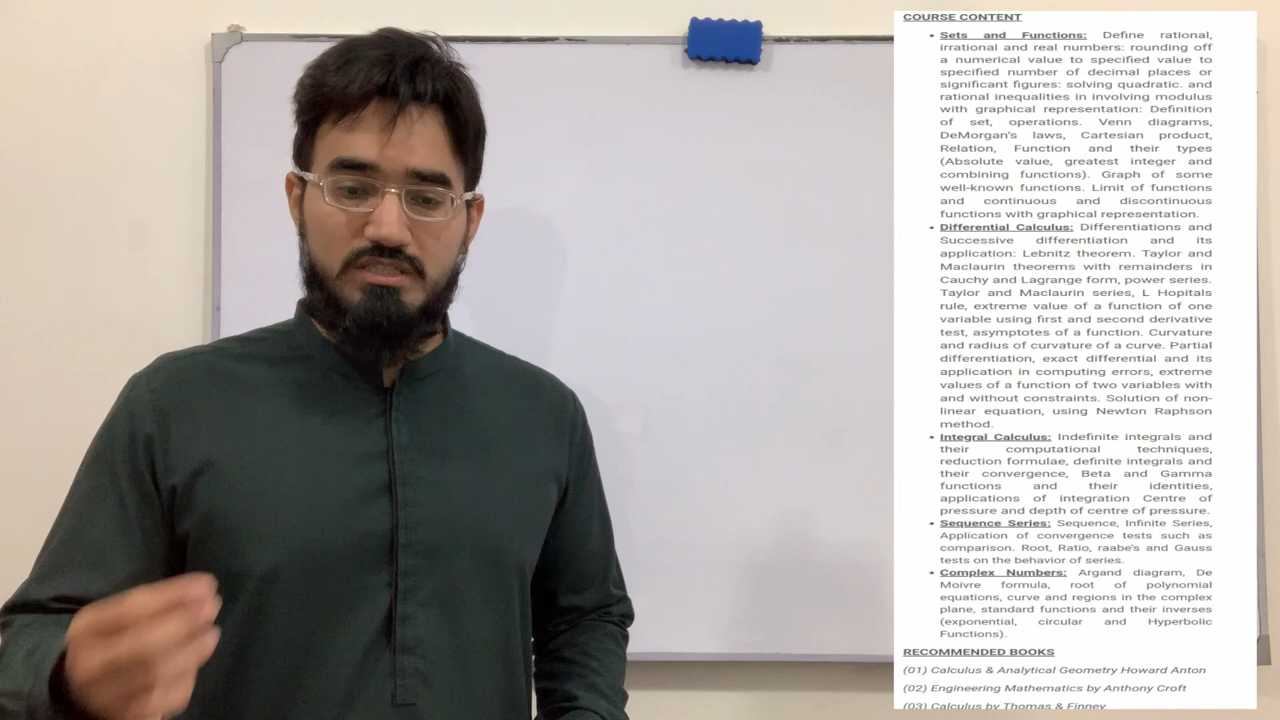 COURSE CONTENT
• Sets and Functions: Define rational,
irrational and real numbers: rounding off
a numerical value to specified value to
specified number of decimal places or
significant figures: solving quadratic. and
rational inequalities in involving modulus
with graphical representation: Definition
of set, operations. Venn diagrams,
DeMorgan's laws, Cartesian product,
Relation, Function and their types
(Absolute value, greatest integer and
combining functions). Graph of some
well-known functions. Limit of functions
and continuous and discontinuous
functions with graphical representation.
• Differential Calculus: Differentiations and
Successive differentiation and its
application: Lebnitz theorem. Taylor and
Maclaurin theorems with remainders in
Cauchy and Lagrange form, power series.
Taylor and Maclaurin series, L Hopitals
rule, extreme value of a function of one
variable using first and second derivative
test, asymptotes of a function. Curvature
and radius of curvature of a curve. Partial
differentiation, exact differential and its
application in computing errors, extreme
values of a function of two variables with
and without constraints. Solution of non-
linear equation, using Newton Raphson
method.
• Integral Calculus: Indefinite integrals and
their computational techniques,
reduction formulae, definite integrals and
their convergence, Beta and Gamma
functions and their identities,
applications of integration Centre of
pressure and depth of centre of pressure.
• Sequence Series: Sequence, Infinite Series,
Application of convergence tests such as
comparison. Root, Ratio, raabe's and Gauss
tests on the behavior of series.
• Complex Numbers: Argand diagram, De
Moivre formula, root of polynomial
equations, curve and regions in the complex
plane, standard functions and their inverses
(exponential, circular and Hyperbolic
Functions).
RECOMMENDED BOOKS
(01) Calculus & Analytical Geometry Howard Anton
(02) Engineering Mathematics by Anthony Croft
(03) Calculus by Thomas & Finney